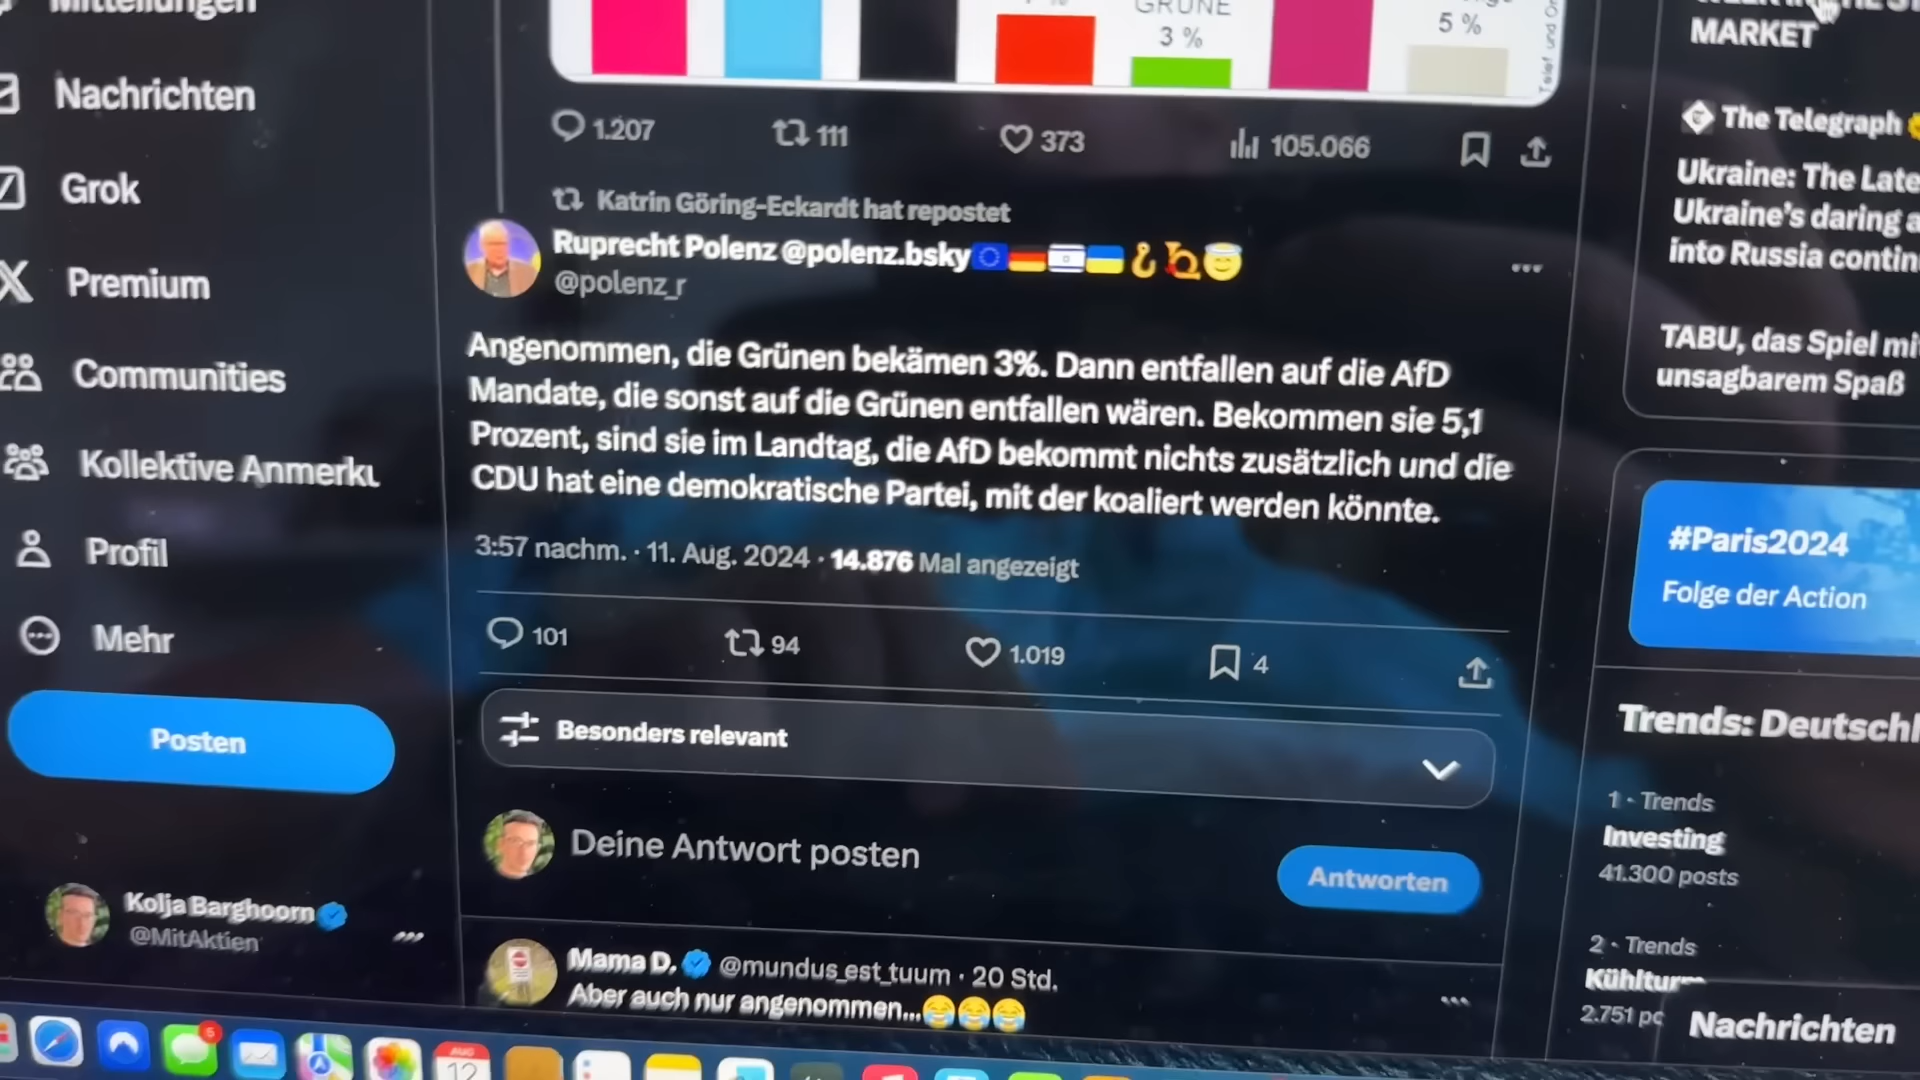 Mitteilungen
Nachrichten
Grok
Premium
Communities
Kollektive Anmerku
Profil
Mehr
Posten
Kolja Barghoorn
@MitAktien
GRÜNE
3 %
5 %
1.207
111
373
105.066
Katrin Göring-Eckardt hat repostet
Ruprecht Polenz @polenz.bsky🇪🇺🇩🇪🇮🇱🇺🇦🪝📯😇
@polenz_r
Angenommen, die Grünen bekämen 3%. Dann entfallen auf die AfD
Mandate, die sonst auf die Grünen entfallen wären. Bekommen sie 5,1
Prozent, sind sie im Landtag, die AfD bekommt nichts zusätzlich und die
CDU hat eine demokratische Partei, mit der koaliert werden könnte.
3:57 nachm. · 11. Aug. 2024 · 14.876 Mal angezeigt
101
94
1.019
4
Besonders relevant
Deine Antwort posten
Antworten
Mama D. @mundus_est_tuum · 20 Std.
Aber auch nur angenommen...😂😂😂
MARKET
The Telegraph
Ukraine: The Late
Ukraine's daring a
into Russia contin
TABU, das Spiel mi
unsagbarem Spaß
#Paris2024
Folge der Action
Trends: Deutschl
1 · Trends
Investing
41.300 posts
2 · Trends
Kühltur
2.751 po
Nachrichten
5
AUG
12